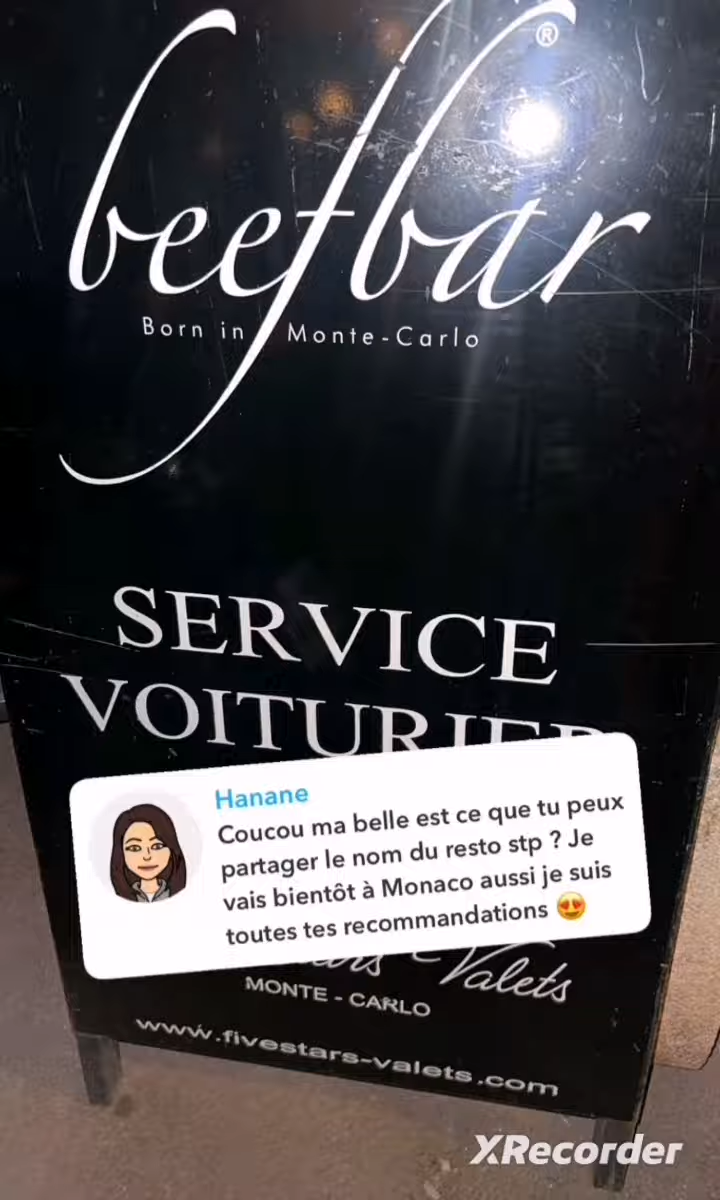 beefbar®
Born in Monte-Carlo
SERVICE
VOITURIER
Hanane
Coucou ma belle est ce que tu peux
partager le nom du resto stp ? Je
vais bientôt à Monaco aussi je suis
toutes tes recommandations 😍
Valets
MONTE - CARLO
www.fivestars-valets.com
XRecorder